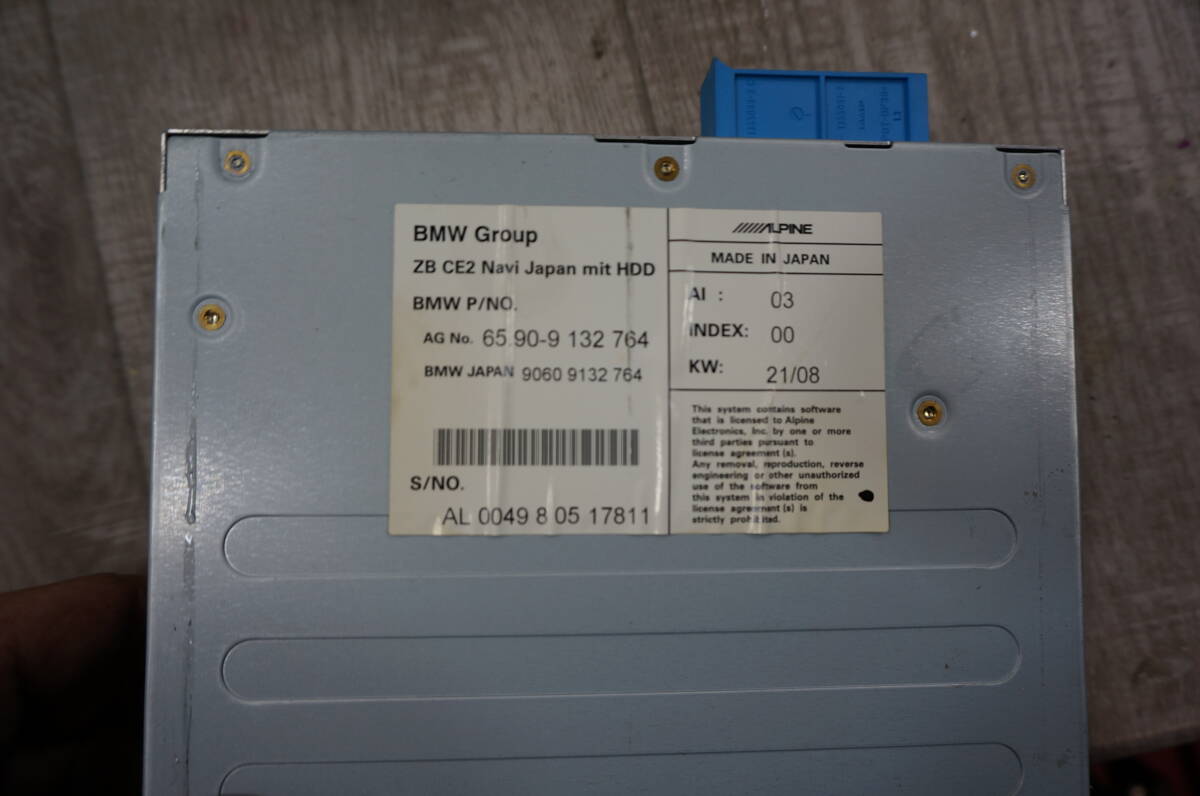 BMW Group
ZB CE2 Navi Japan mit HDD
BMW P/NO.
AG No. 65.90-9 132 764
BMW JAPAN 9060 9132 764
S/NO.
AL 0049 8 05 17811
ALPINE
MADE IN JAPAN
AI : 03
INDEX: 00
KW: 21/08
This system contains software
that is licensed to Alpine
Electronics, Inc. by one or more
third parties pursuant to
license agreement (s).
Any removal, reproduction, reverse
engineering or other unauthorized
use of the software from
this system in violation of the
license agreement (s) is
strictly prohibited.